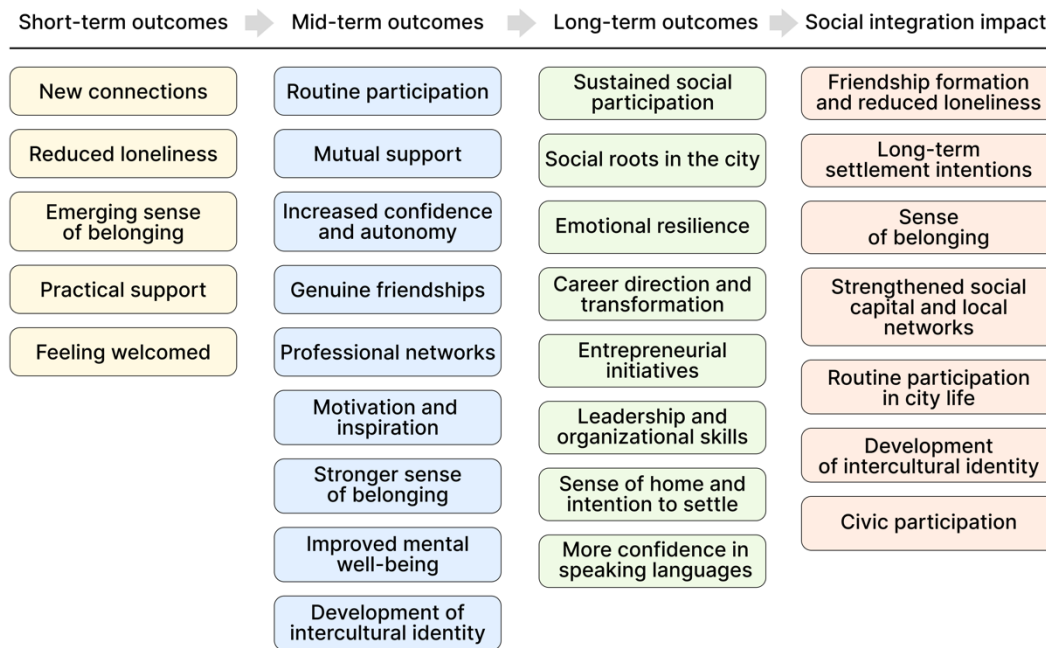 Short-term outcomes
Mid-term outcomes
Long-term outcomes
Social integration impact
New connections
Reduced loneliness
Emerging sense
of belonging
Practical support
Feeling welcomed
Routine participation
Mutual support
Increased confidence
and autonomy
Genuine friendships
Professional networks
Motivation and
inspiration
Stronger sense
of belonging
Improved mental
well-being
Development of
intercultural identity
Sustained social
participation
Social roots in the city
Emotional resilience
Career direction and
transformation
Entrepreneurial
initiatives
Leadership and
organizational skills
Sense of home and
intention to settle
More confidence in
speaking languages
Friendship formation
and reduced loneliness
Long-term
settlement intentions
Sense
of belonging
Strengthened social
capital and local
networks
Routine participation
in city life
Development
of intercultural identity
Civic participation